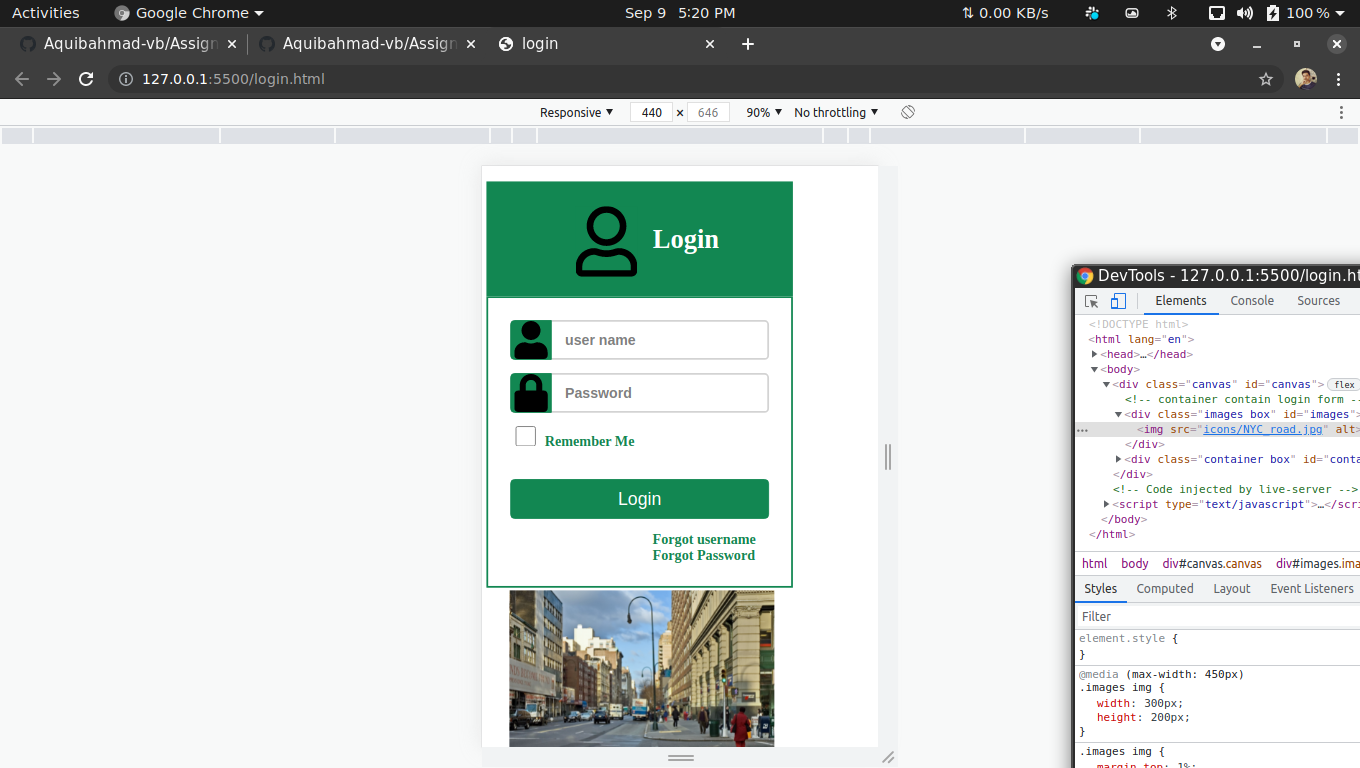 Activities
Google Chrome
Sep 9 5:20 PM
0.00 KB/s
100 %
Aquibahmad-vb/Assign
Aquibahmad-vb/Assign
login
127.0.0.1:5500/login.html
Responsive
440 × 646
90%
No throttling
Login
user name
Password
Remember Me
Login
Forgot username
Forgot Password
DevTools - 127.0.0.1:5500/login.ht
Elements
Console
Sources
<!DOCTYPE html>
<html lang="en">
<head>…</head>
<body>
<div class="canvas" id="canvas"> flex
<!-- container contain login form --
<div class="images box" id="images">
<img src="icons/NYC_road.jpg" alt>
</div>
<div class="container box" id="conta
</div>
<!-- Code injected by live-server -->
<script type="text/javascript">…</scri
</body>
</html>
html body div#canvas.canvas div#images.ima
Styles
Computed
Layout
Event Listeners
Filter
element.style {
}
@media (max-width: 450px)
.images img {
width: 300px;
height: 200px;
}
.images img {
margin-top: 1%;